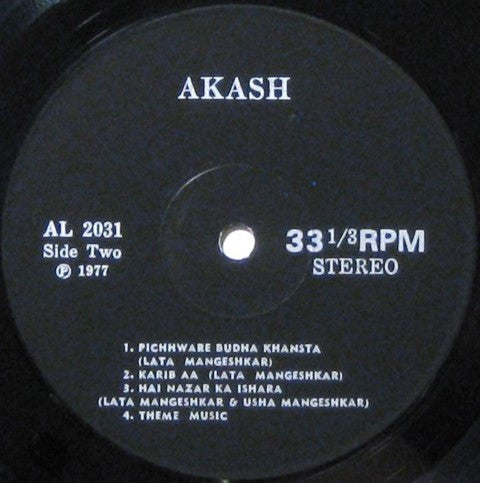 AKASH
AL 2031
Side Two
℗ 1977
33 1/3 RPM
STEREO
1. PICHHWARE BUDHA KHANSTA
(LATA MANGESHKAR)
2. KARIB AA (LATA MANGESHKAR)
3. HAI NAZAR KA ISHARA
(LATA MANGESHKAR & USHA MANGESHKAR)
4. THEME MUSIC